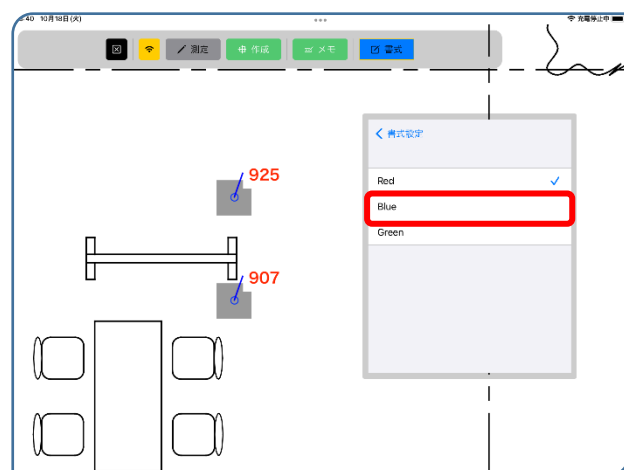 :40 10月18日(火)
充電停止中
測定
作成
メモ
書式
書式設定
Red
Blue
Green
925
907